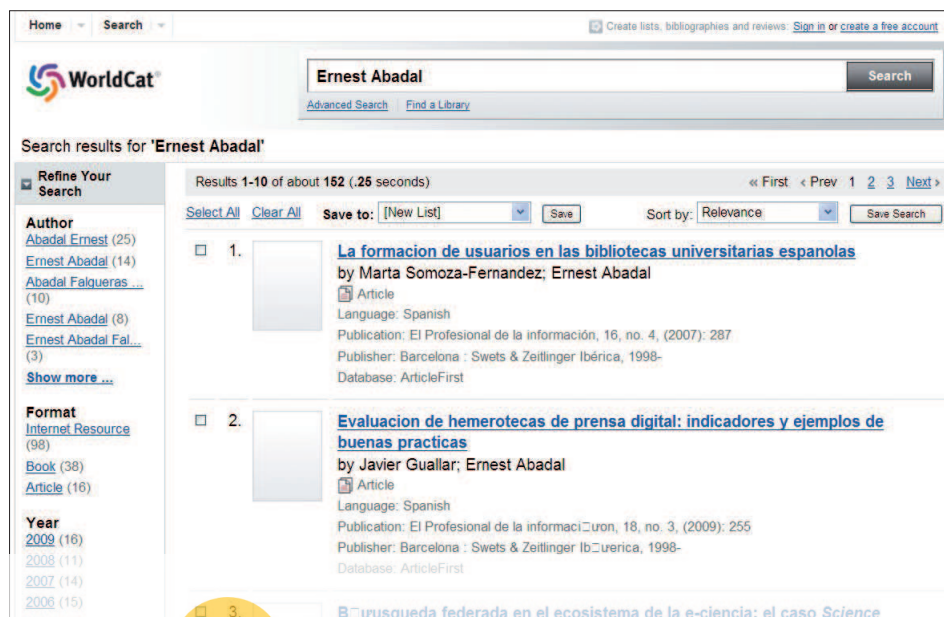 Home Search
Create lists, bibliographies and reviews: Sign in or create a free account
WorldCat®
Ernest Abadal
Search
Advanced Search Find a Library
Search results for 'Ernest Abadal'
Refine Your
Search
Author
Abadal Ernest (25)
Ernest Abadal (14)
Abadal Falgueras ...
(10)
Ernest Abadal (8)
Ernest Abadal Fal...
(3)
Show more ...
Format
Internet Resource
(98)
Book (38)
Article (16)
Year
2009 (16)
2008 (11)
2007 (14)
2006 (15)
Results 1-10 of about 152 (.25 seconds)
« First ‹ Prev 1 2 3 Next ›
Select All Clear All Save to: [New List] Save Sort by: Relevance Save Search
1. La formacion de usuarios en las bibliotecas universitarias espanolas
by Marta Somoza-Fernandez; Ernest Abadal
Article
Language: Spanish
Publication: El Profesional de la información, 16, no. 4, (2007): 287
Publisher: Barcelona : Swets & Zeitlinger Ibérica, 1998-
Database: ArticleFirst
2. Evaluacion de hemerotecas de prensa digital: indicadores y ejemplos de
buenas practicas
by Javier Guallar; Ernest Abadal
Article
Language: Spanish
Publication: El Profesional de la informaci□uron, 18, no. 3, (2009): 255
Publisher: Barcelona : Swets & Zeitlinger Ib□uerica, 1998-
Database: ArticleFirst
3. B□urusqueda federada en el ecosistema de la e-ciencia: el caso Science